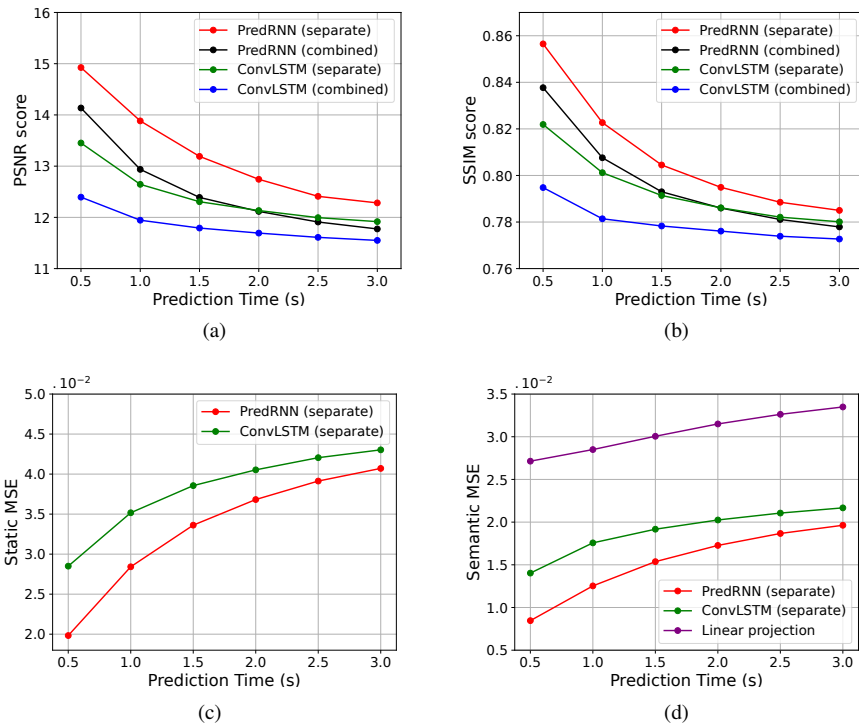 16
15
14
13
12
11
PSNR score
PredRNN (separate)
PredRNN (combined)
ConvLSTM (separate)
ConvLSTM (combined)
0.5 1.0 1.5 2.0 2.5 3.0
Prediction Time (s)
(a)
0.86
0.84
0.82
0.80
0.78
0.76
SSIM score
PredRNN (separate)
PredRNN (combined)
ConvLSTM (separate)
ConvLSTM (combined)
0.5 1.0 1.5 2.0 2.5 3.0
Prediction Time (s)
(b)
.10⁻²
5.0
4.5
4.0
3.5
3.0
2.5
2.0
Static MSE
PredRNN (separate)
ConvLSTM (separate)
0.5 1.0 1.5 2.0 2.5 3.0
Prediction Time (s)
(c)
.10⁻²
3.5
3.0
2.5
2.0
1.5
1.0
0.5
Semantic MSE
PredRNN (separate)
ConvLSTM (separate)
Linear projection
0.5 1.0 1.5 2.0 2.5 3.0
Prediction Time (s)
(d)